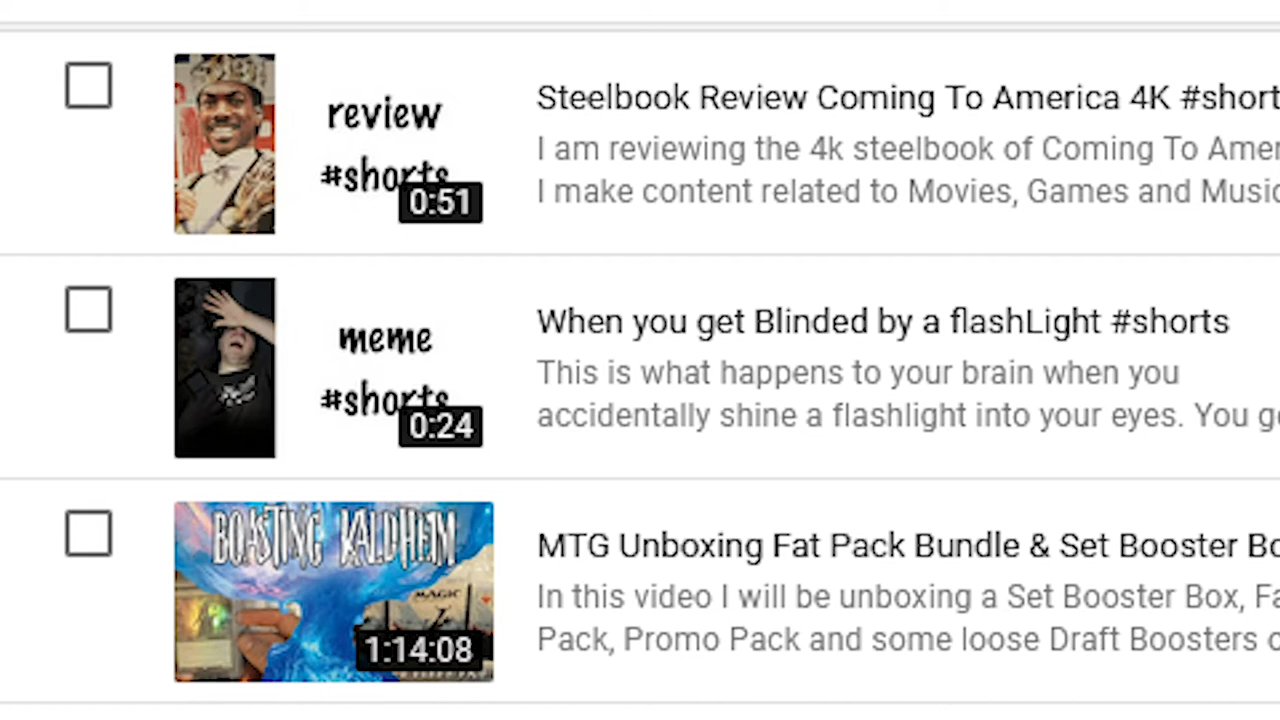 review
#shorts
0:51
Steelbook Review Coming To America 4K #short
I am reviewing the 4k steelbook of Coming To Amer
I make content related to Movies, Games and Music
meme
#shorts
0:24
When you get Blinded by a flashLight #shorts
This is what happens to your brain when you
accidentally shine a flashlight into your eyes. You g
BOASTING KALDHEIM
MAGIC
1:14:08
MTG Unboxing Fat Pack Bundle & Set Booster Bo
In this video I will be unboxing a Set Booster Box, Fa
Pack, Promo Pack and some loose Draft Boosters